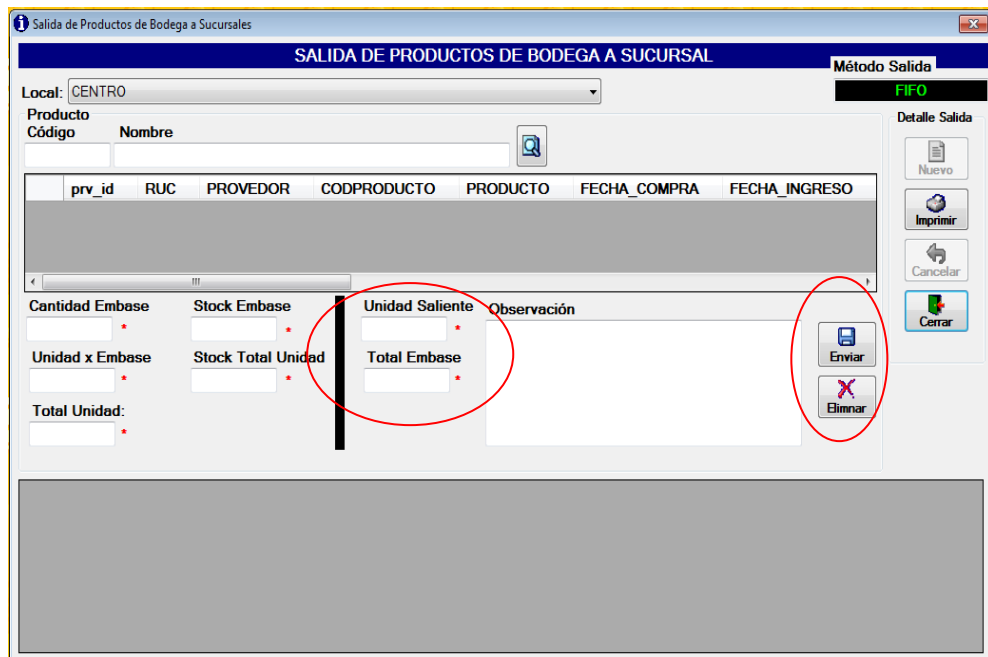 Salida de Productos de Bodega a Sucursales
SALIDA DE PRODUCTOS DE BODEGA A SUCURSAL
Método Salida
FIFO
Local: CENTRO
Producto
Código Nombre
Detalle Salida
Nuevo
Imprimir
Cancelar
Cerrar
prv_id RUC PROVEDOR CODPRODUCTO PRODUCTO FECHA_COMPRA FECHA_INGRESO
Cantidad Embase Stock Embase Unidad Saliente Observación
* * *
Unidad x Embase Stock Total Unidad Total Embase
* * *
Total Unidad:
*
Enviar
Elimnar